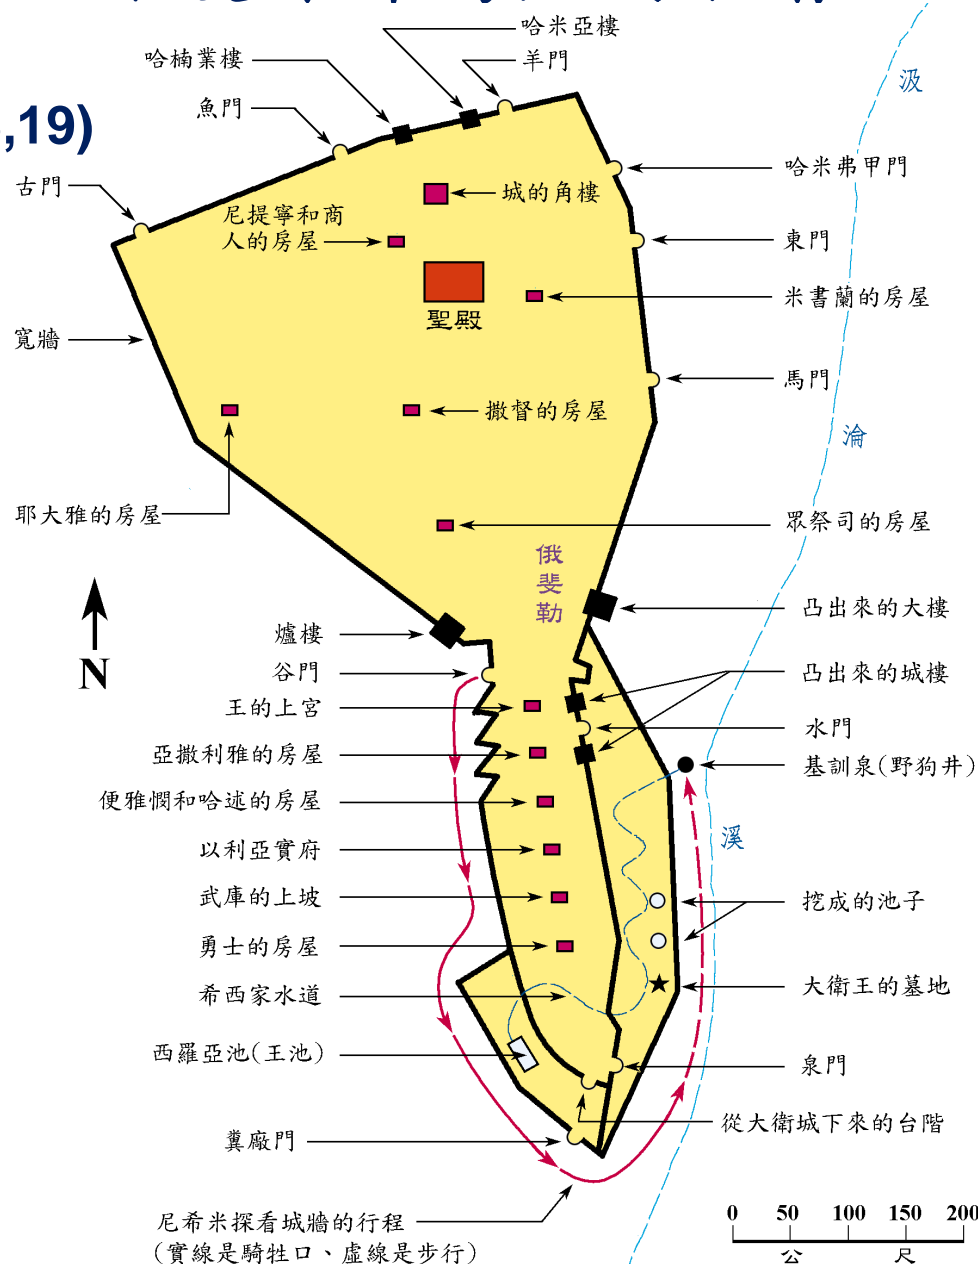 ,19)
哈米亞樓
羊門
哈楠業樓
魚門
古門
汲
淪
溪
哈米弗甲門
城的角樓
尼提寧和商
人的房屋
東門
聖殿
米書蘭的房屋
寬牆
馬門
撒督的房屋
耶大雅的房屋
眾祭司的房屋
俄
斐
勒
凸出來的大樓
N
爐樓
谷門
凸出來的城樓
王的上宮
水門
亞撒利雅的房屋
基訓泉(野狗井)
便雅憫和哈述的房屋
以利亞實府
武庫的上坡
挖成的池子
勇士的房屋
希西家水道
大衛王的墓地
西羅亞池(王池)
泉門
從大衛城下來的台階
糞廠門
尼希米探看城牆的行程
(實線是騎牲口、虛線是步行)
0 50 100 150 200
公尺